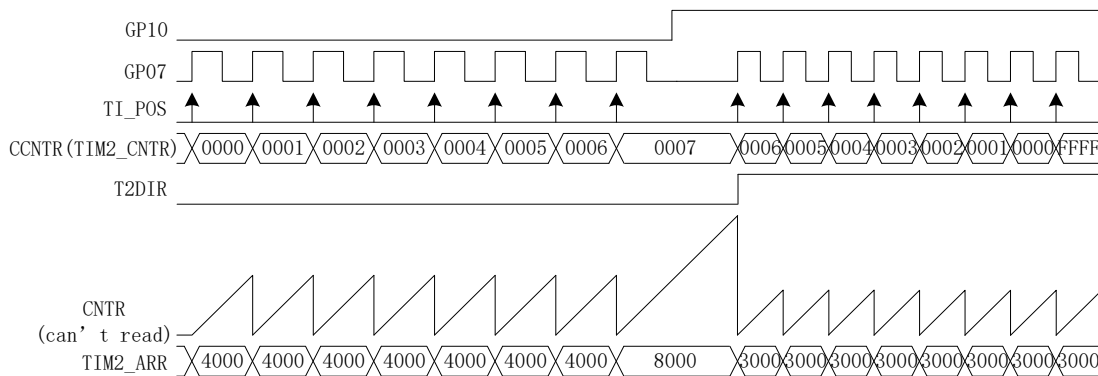 GP10
GP07
TI_POS
CCNTR(TIM2_CNTR) 0000 0001 0002 0003 0004 0005 0006 0007 0006 0005 0004 0003 0002 0001 0000 FFFF
T2DIR
CNTR
(can't read)
TIM2_ARR 4000 4000 4000 4000 4000 4000 4000 8000 3000 3000 3000 3000 3000 3000 3000 3000